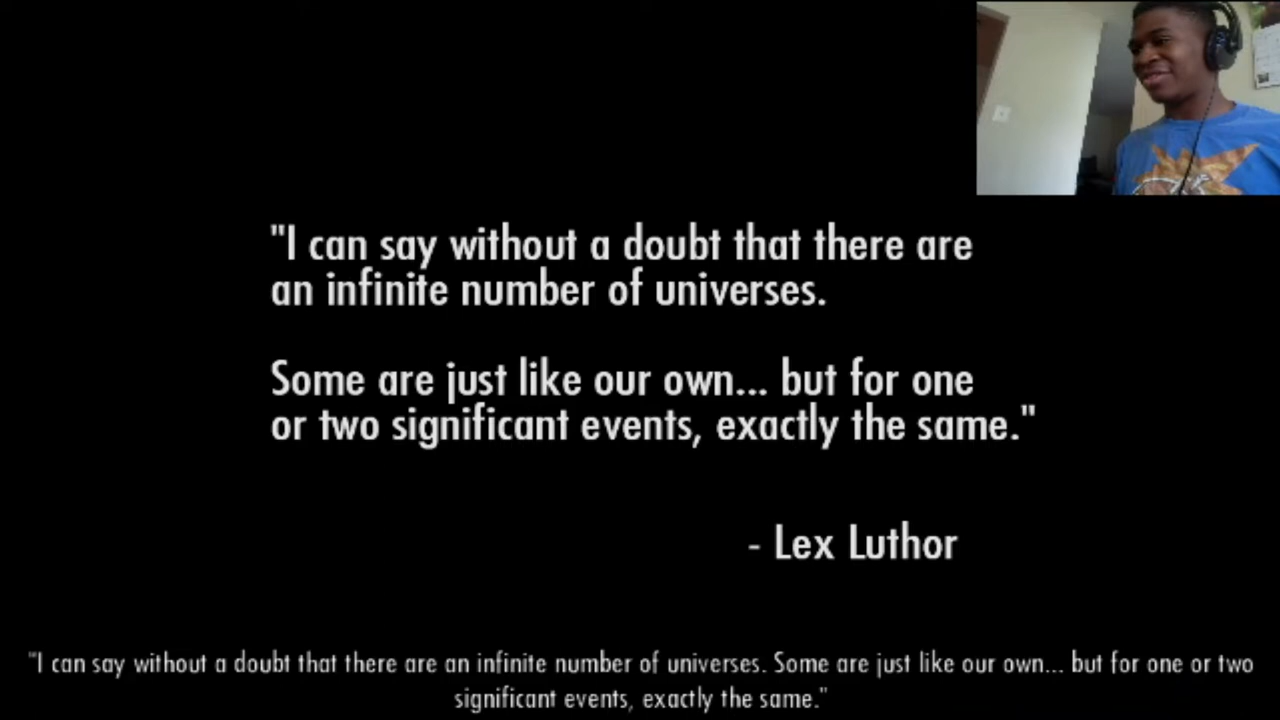 "I can say without a doubt that there are
an infinite number of universes.
Some are just like our own... but for one
or two significant events, exactly the same."
- Lex Luthor
"I can say without a doubt that there are an infinite number of universes. Some are just like our own... but for one or two
significant events, exactly the same."